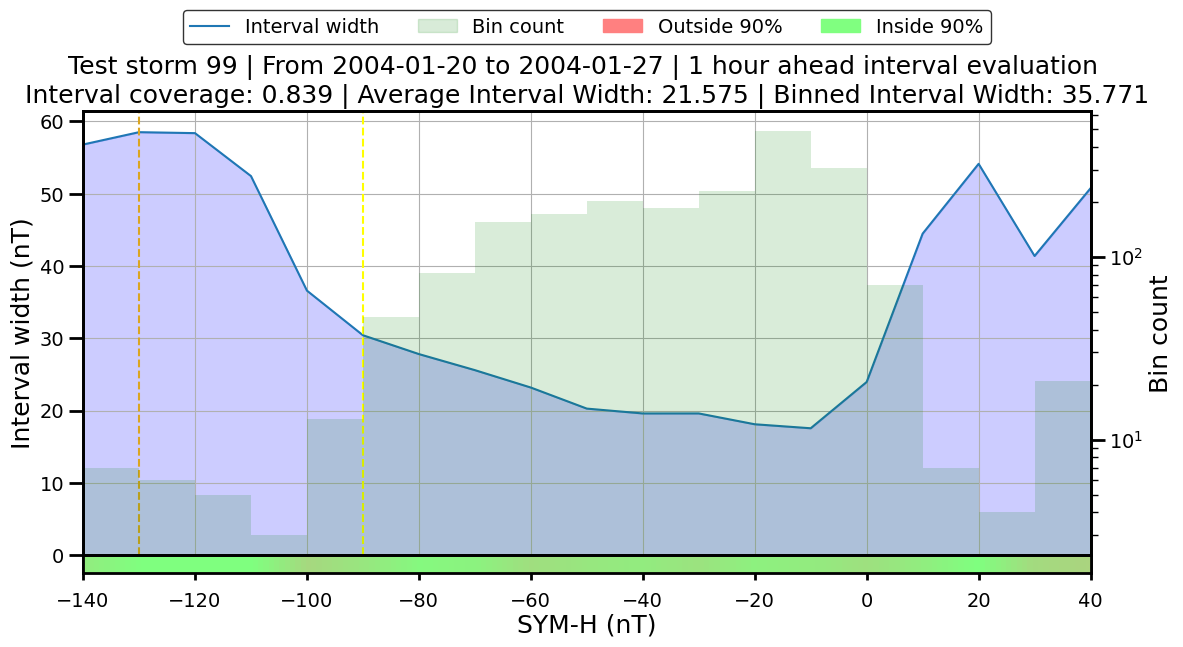 Interval width Bin count Outside 90% Inside 90%
Test storm 99 | From 2004-01-20 to 2004-01-27 | 1 hour ahead interval evaluation
Interval coverage: 0.839 | Average Interval Width: 21.575 | Binned Interval Width: 35.771
60
50
40
30
20
10
0
Interval width (nT)
10²
10¹
Bin count
−140 −120 −100 −80 −60 −40 −20 0 20 40
SYM-H (nT)